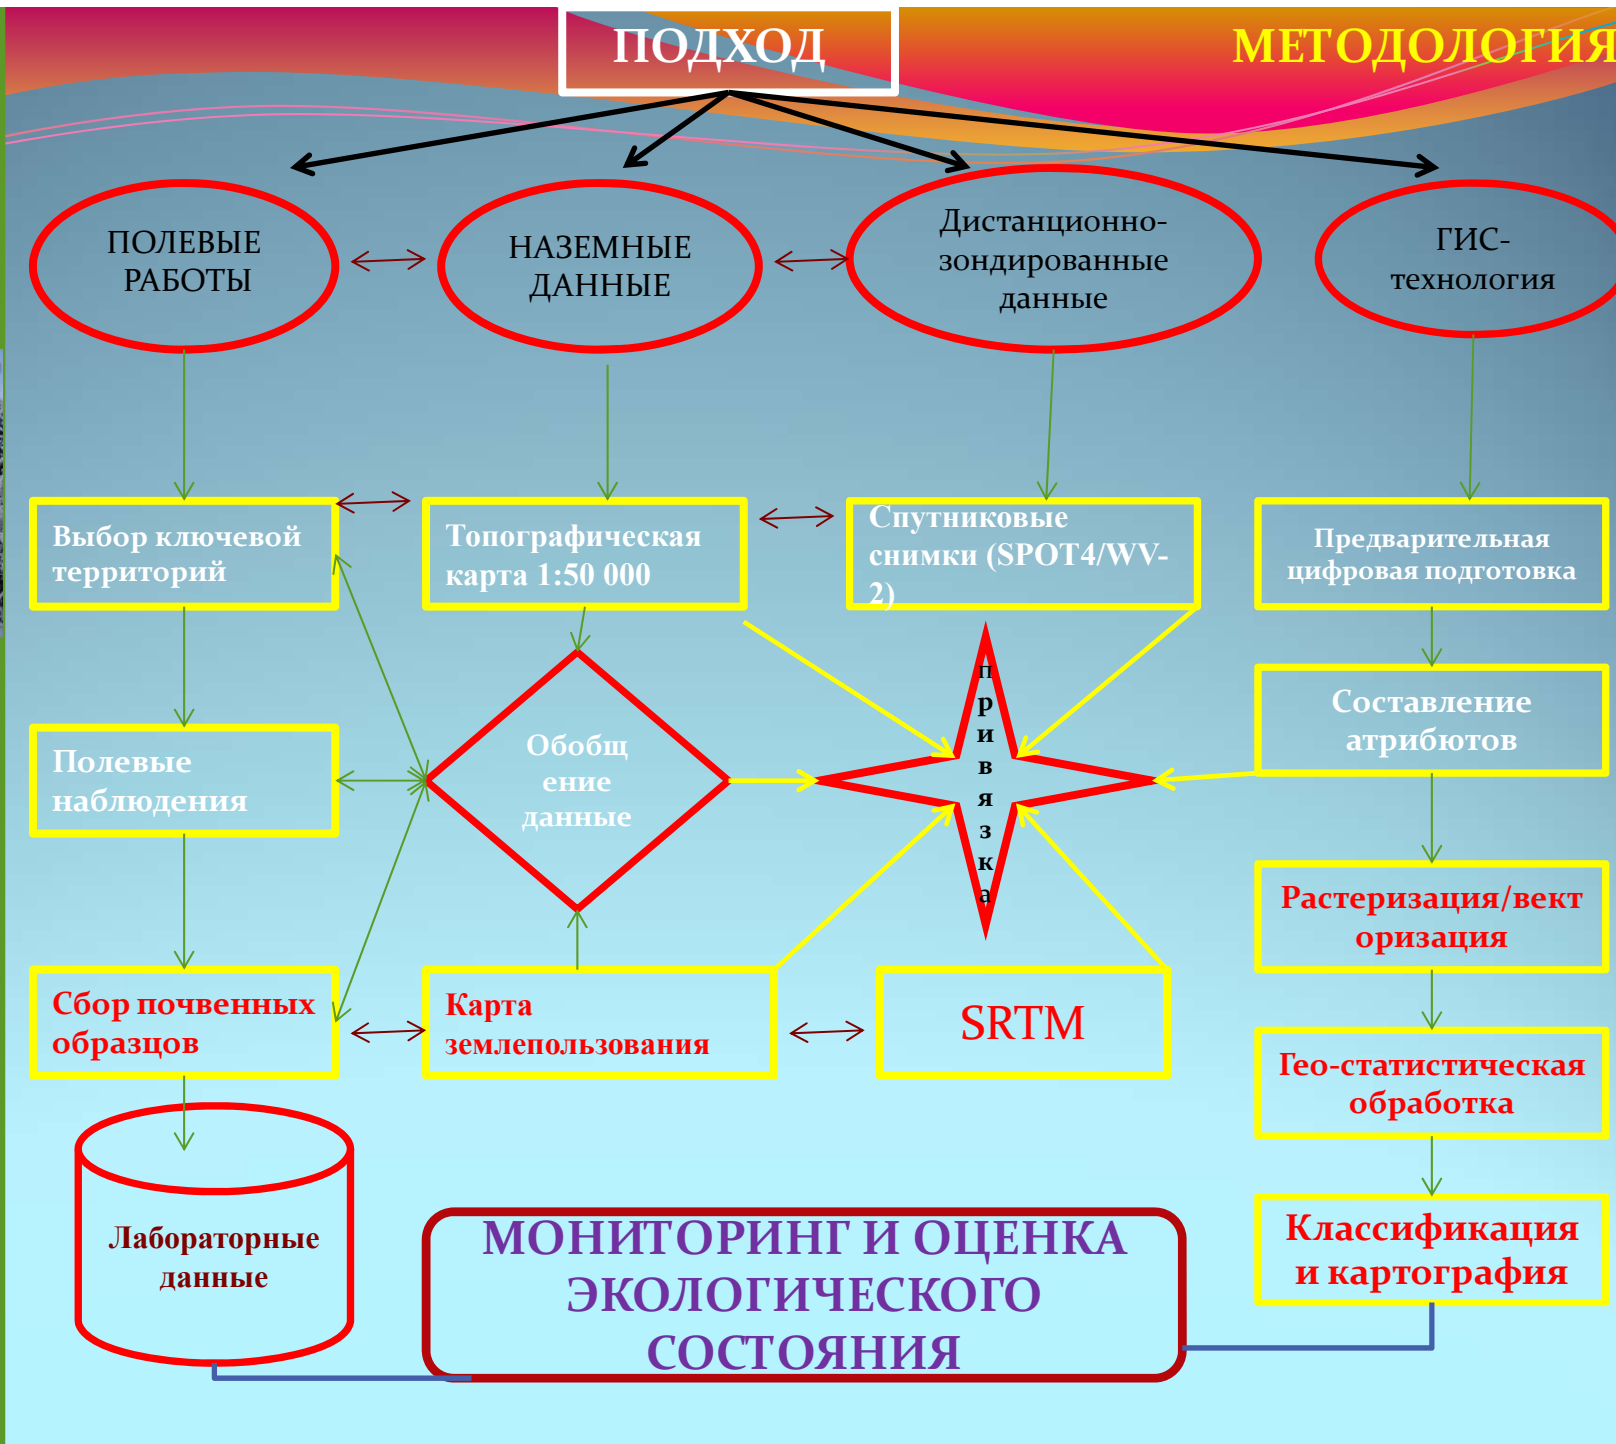 ПОДХОД
МЕТОДОЛОГИЯ
ПОЛЕВЫЕ
РАБОТЫ
НАЗЕМНЫЕ
ДАННЫЕ
Дистанционно-
зондированные
данные
ГИС-
технология
Выбор ключевой
территорий
Топографическая
карта 1:50 000
Спутниковые
снимки (SPOT4/WV-
2)
Предварительная
цифровая подготовка
Полевые
наблюдения
Обобщ
ение
данные
п
р
и
в
я
з
к
а
Составление
атрибютов
Растеризация/вект
оризация
Сбор почвенных
образцов
Карта
землепользования
SRTM
Гео-статистическая
обработка
Лабораторные
данные
МОНИТОРИНГ И ОЦЕНКА
ЭКОЛОГИЧЕСКОГО
СОСТОЯНИЯ
Классификация
и картография